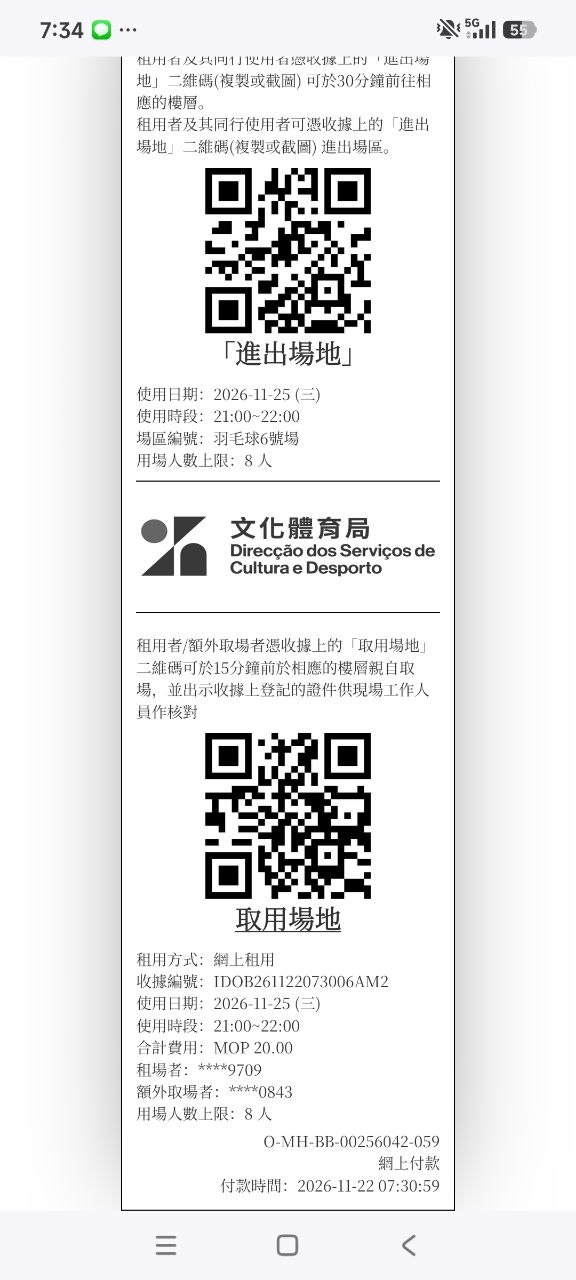 7:34
5G
55
租用者及其同行使用者憑收據上的「進出場
地」二維碼(複製或截圖) 可於30分鐘前往相
應的樓層。
租用者及其同行使用者可憑收據上的「進出
場地」二維碼(複製或截圖) 進出場區。
「進出場地」
使用日期：2026-11-25 (三)
使用時段：21:00~22:00
場區編號：羽毛球6號場
用場人數上限：8 人
文化體育局
Direcção dos Serviços de
Cultura e Desporto
租用者/額外取場者憑收據上的「取用場地」
二維碼可於15分鐘前於相應的樓層親自取
場，並出示收據上登記的證件供現場工作人
員作核對
取用場地
租用方式：網上租用
收據編號：IDOB261122073006AM2
使用日期：2026-11-25 (三)
使用時段：21:00~22:00
合計費用：MOP 20.00
租場者：****9709
額外取場者：****0843
用場人數上限：8 人
O-MH-BB-00256042-059
網上付款
付款時間：2026-11-22 07:30:59